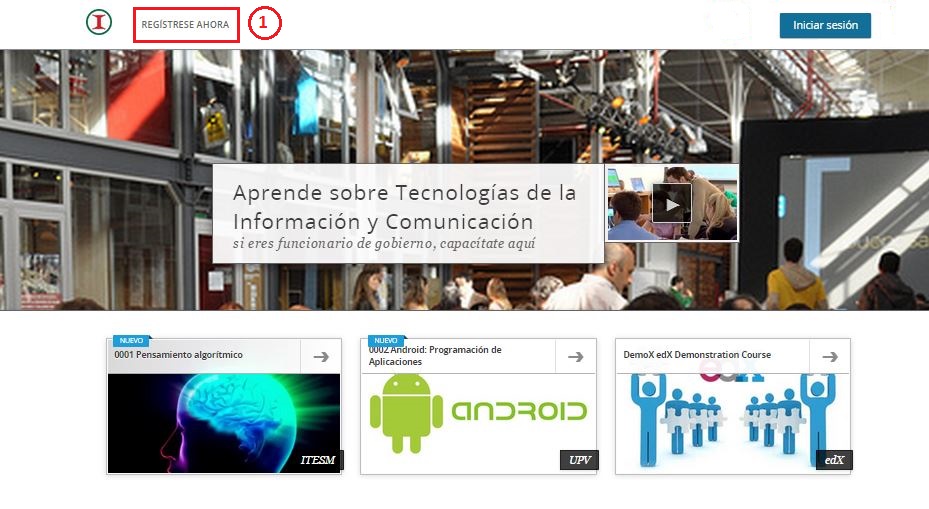 I
REGÍSTRESE AHORA
1
Iniciar sesión
Aprende sobre Tecnologías de la
Información y Comunicación
si eres funcionario de gobierno, capacítate aquí
NUEVO
0001 Pensamiento algorítmico
ITESM
NUEVO
0002 Android: Programación de
Aplicaciones
ANDROID
UPV
DemoX edX Demonstration Course
edX
edX